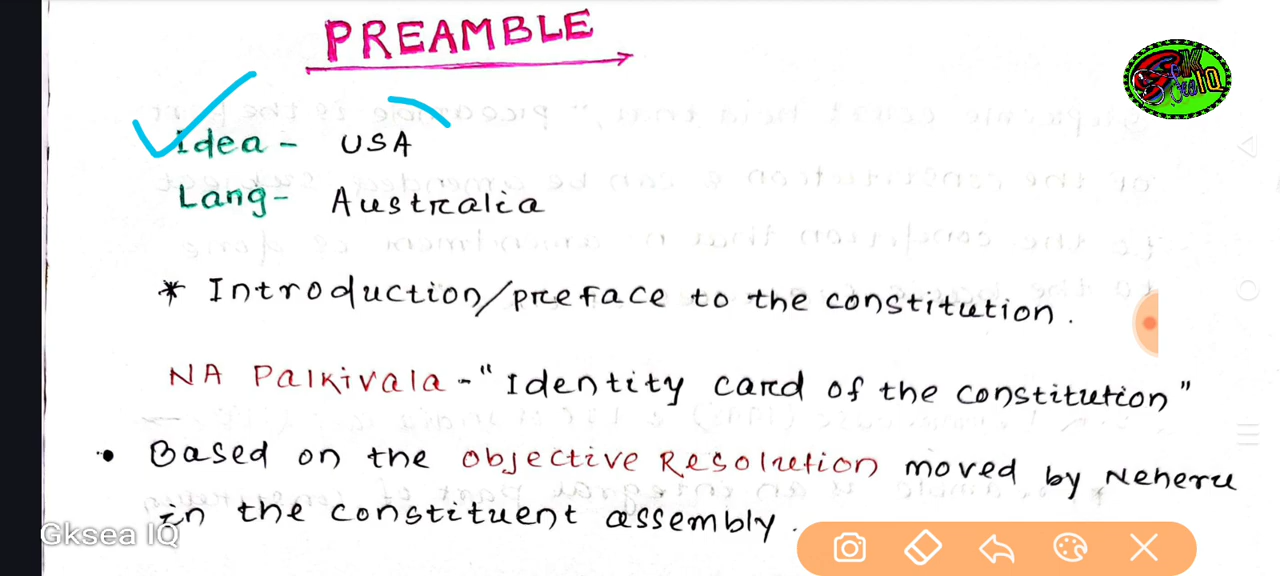 PREAMBLE
Idea - USA
Lang- Australia
* Introduction/preface to the constitution.
NA Palkivala - "Identity card of the constitution"
• Based on the objective Resolution moved by Neheru
in the constituent assembly.
Gksea IQ